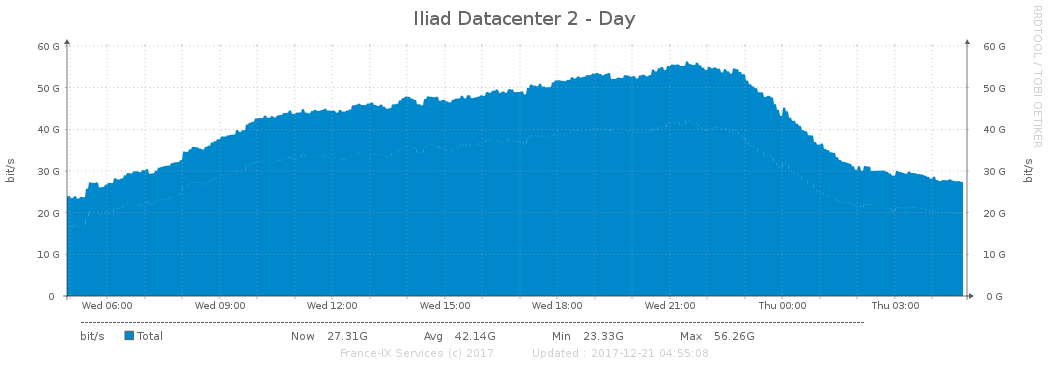 Iliad Datacenter 2 - Day
RRDTOOL / TOBI OETIKER
60 G 60 G
50 G 50 G
40 G 40 G
30 G 30 G
20 G 20 G
10 G 10 G
0 0 G
bit/s bit/s
Wed 06:00 Wed 09:00 Wed 12:00 Wed 15:00 Wed 18:00 Wed 21:00 Thu 00:00 Thu 03:00
bit/s Total Now 27.31G Avg 42.14G Min 23.33G Max 56.26G
France-IX Services (c) 2017 Updated : 2017-12-21 04:55:08